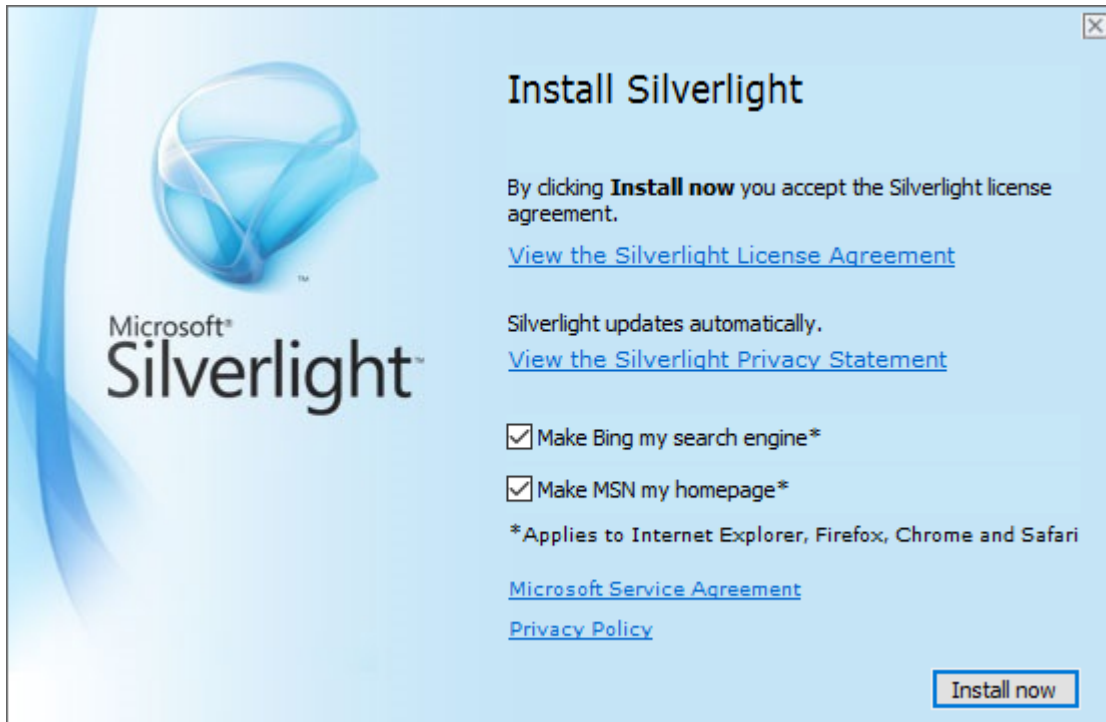 Install Silverlight
By clicking Install now you accept the Silverlight license
agreement.
View the Silverlight License Agreement
™
Microsoft®
Silverlight™
Silverlight updates automatically.
View the Silverlight Privacy Statement
Make Bing my search engine*
Make MSN my homepage*
*Applies to Internet Explorer, Firefox, Chrome and Safari
Microsoft Service Agreement
Privacy Policy
Install now